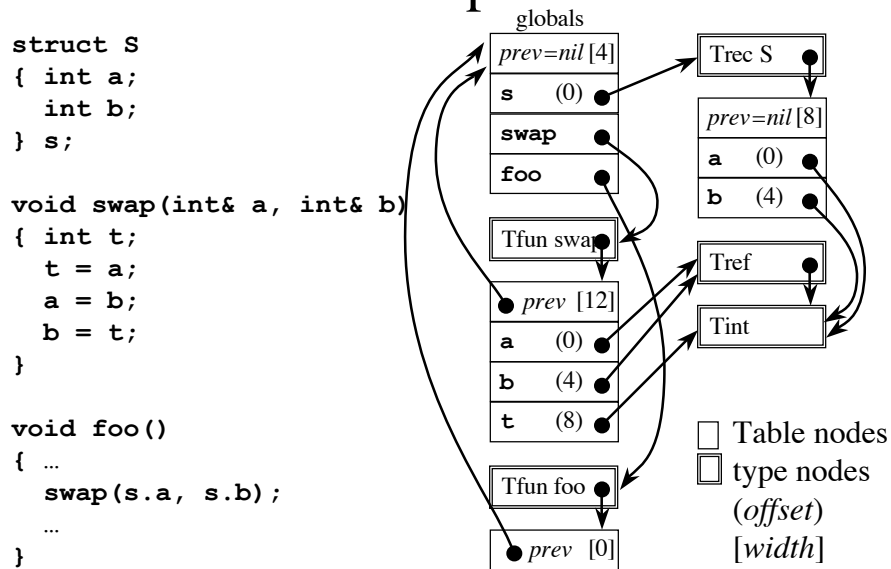 struct S
{ int a;
int b;
} s;
void swap(int& a, int& b)
{ int t;
t = a;
a = b;
b = t;
}
void foo()
{ …
swap(s.a, s.b);
…
}
globals
prev=nil [4]
s (0)
swap
foo
Tfun swap
prev [12]
a (0)
b (4)
t (8)
Tfun foo
prev [0]
Trec S
prev=nil [8]
a (0)
b (4)
Tref
Tint
Table nodes
type nodes
(offset)
[width]